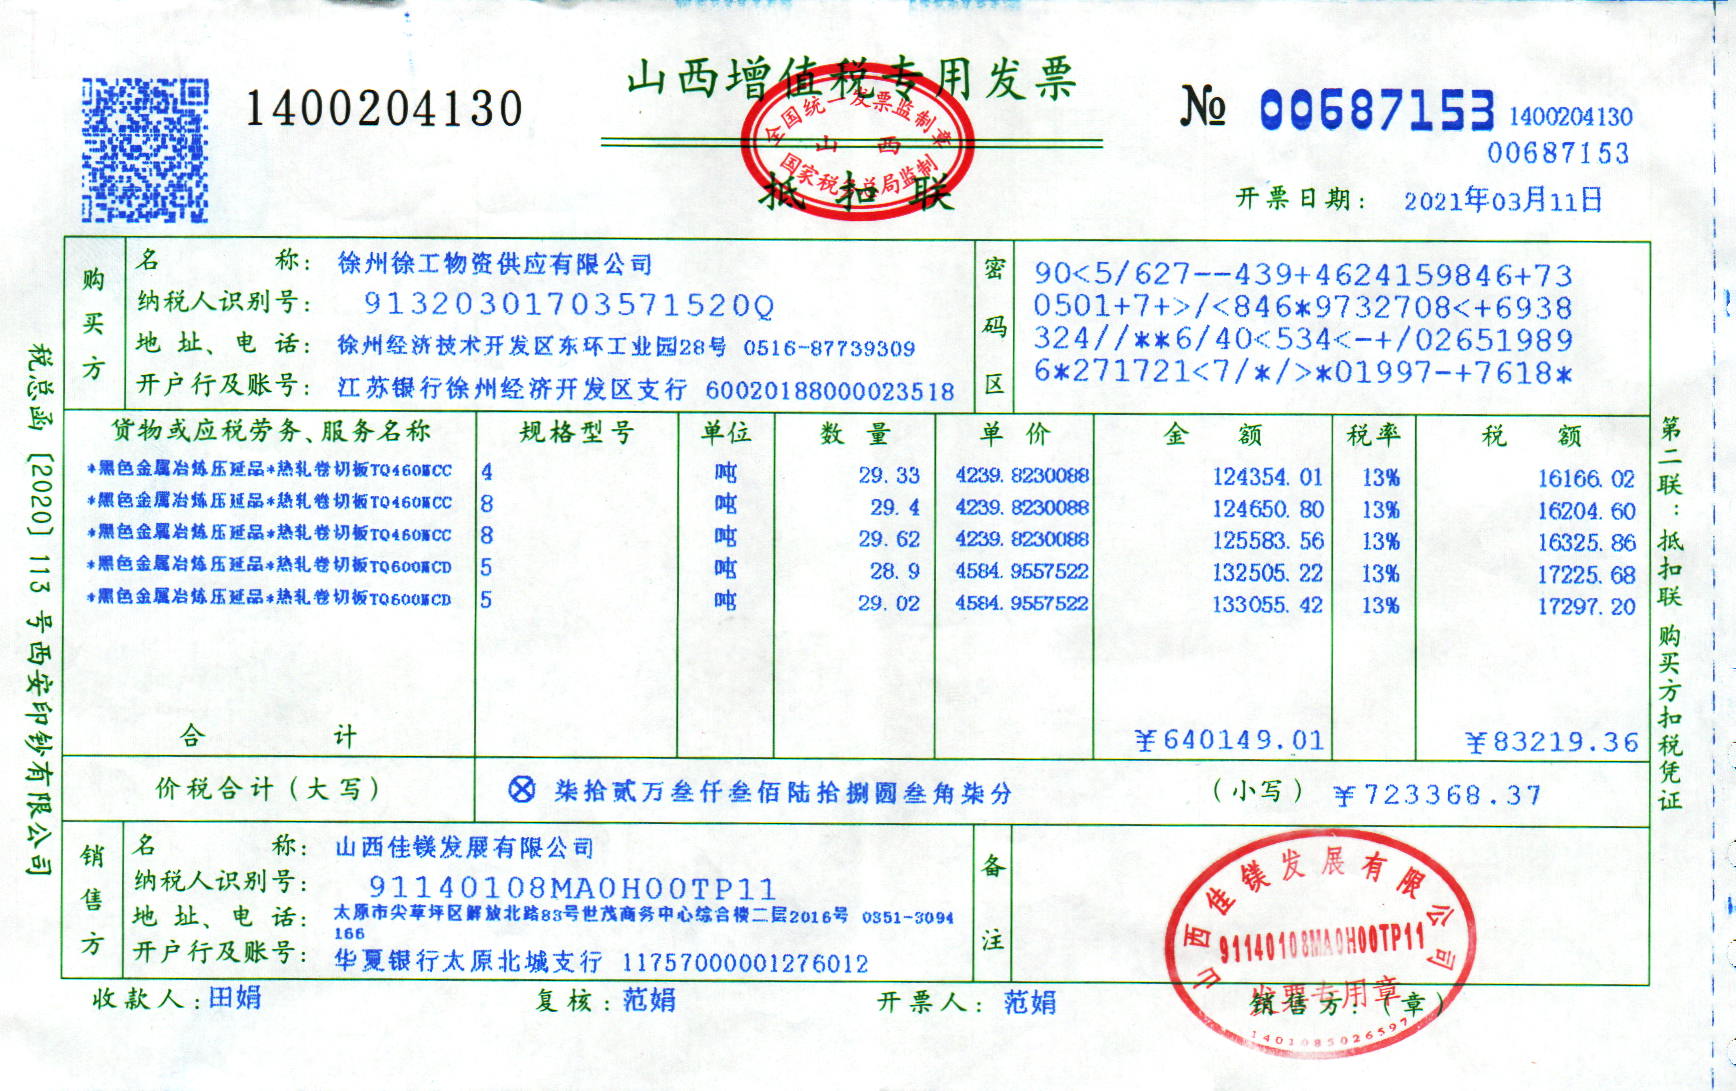 山西增值税专用发票
全国统一发票监制章
山西
国家税务总局监制
抵扣联
1400204130
№ 00687153
1400204130
00687153
开票日期： 2021年03月11日
税总函〔2020〕113号西安印钞有限公司
第二联：抵扣联 购买方扣税凭证
购买方
名 称： 徐州徐工物资供应有限公司
纳税人识别号： 91320301703571520Q
地 址、电 话： 徐州经济技术开发区东环工业园28号 0516-87739309
开户行及账号： 江苏银行徐州经济开发区支行 60020188000023518
密码区
90<5/627--439+4624159846+73
0501+7+>/<846*9732708<+6938
324//**6/40<534<-+/02651989
6*271721<7/*/>*01997-+7618*
货物或应税劳务、服务名称 规格型号 单位 数 量 单 价 金 额 税率 税 额
*黑色金属冶炼压延品*热轧卷切板TQ460MCC 4 吨 29.33 4239.8230088 124354.01 13% 16166.02
*黑色金属冶炼压延品*热轧卷切板TQ460MCC 8 吨 29.4 4239.8230088 124650.80 13% 16204.60
*黑色金属冶炼压延品*热轧卷切板TQ460MCC 8 吨 29.62 4239.8230088 125583.56 13% 16325.86
*黑色金属冶炼压延品*热轧卷切板TQ600MCD 5 吨 28.9 4584.9557522 132505.22 13% 17225.68
*黑色金属冶炼压延品*热轧卷切板TQ600MCD 5 吨 29.02 4584.9557522 133055.42 13% 17297.20
合 计 ¥640149.01 ¥83219.36
价税合计（大写） ⊗ 柒拾贰万叁仟叁佰陆拾捌圆叁角柒分 （小写） ¥723368.37
销售方
名 称： 山西佳镁发展有限公司
纳税人识别号： 91140108MA0H00TP11
地 址、电 话： 太原市尖草坪区解放北路83号世茂商务中心综合楼二层2016号 0351-3094
166
开户行及账号： 华夏银行太原北城支行 11757000001276012
备注
山西佳镁发展有限公司
91140108MA0H00TP11
发票专用章
1401085026597
收款人：田娟 复核：范娟 开票人：范娟 销售方：（章）